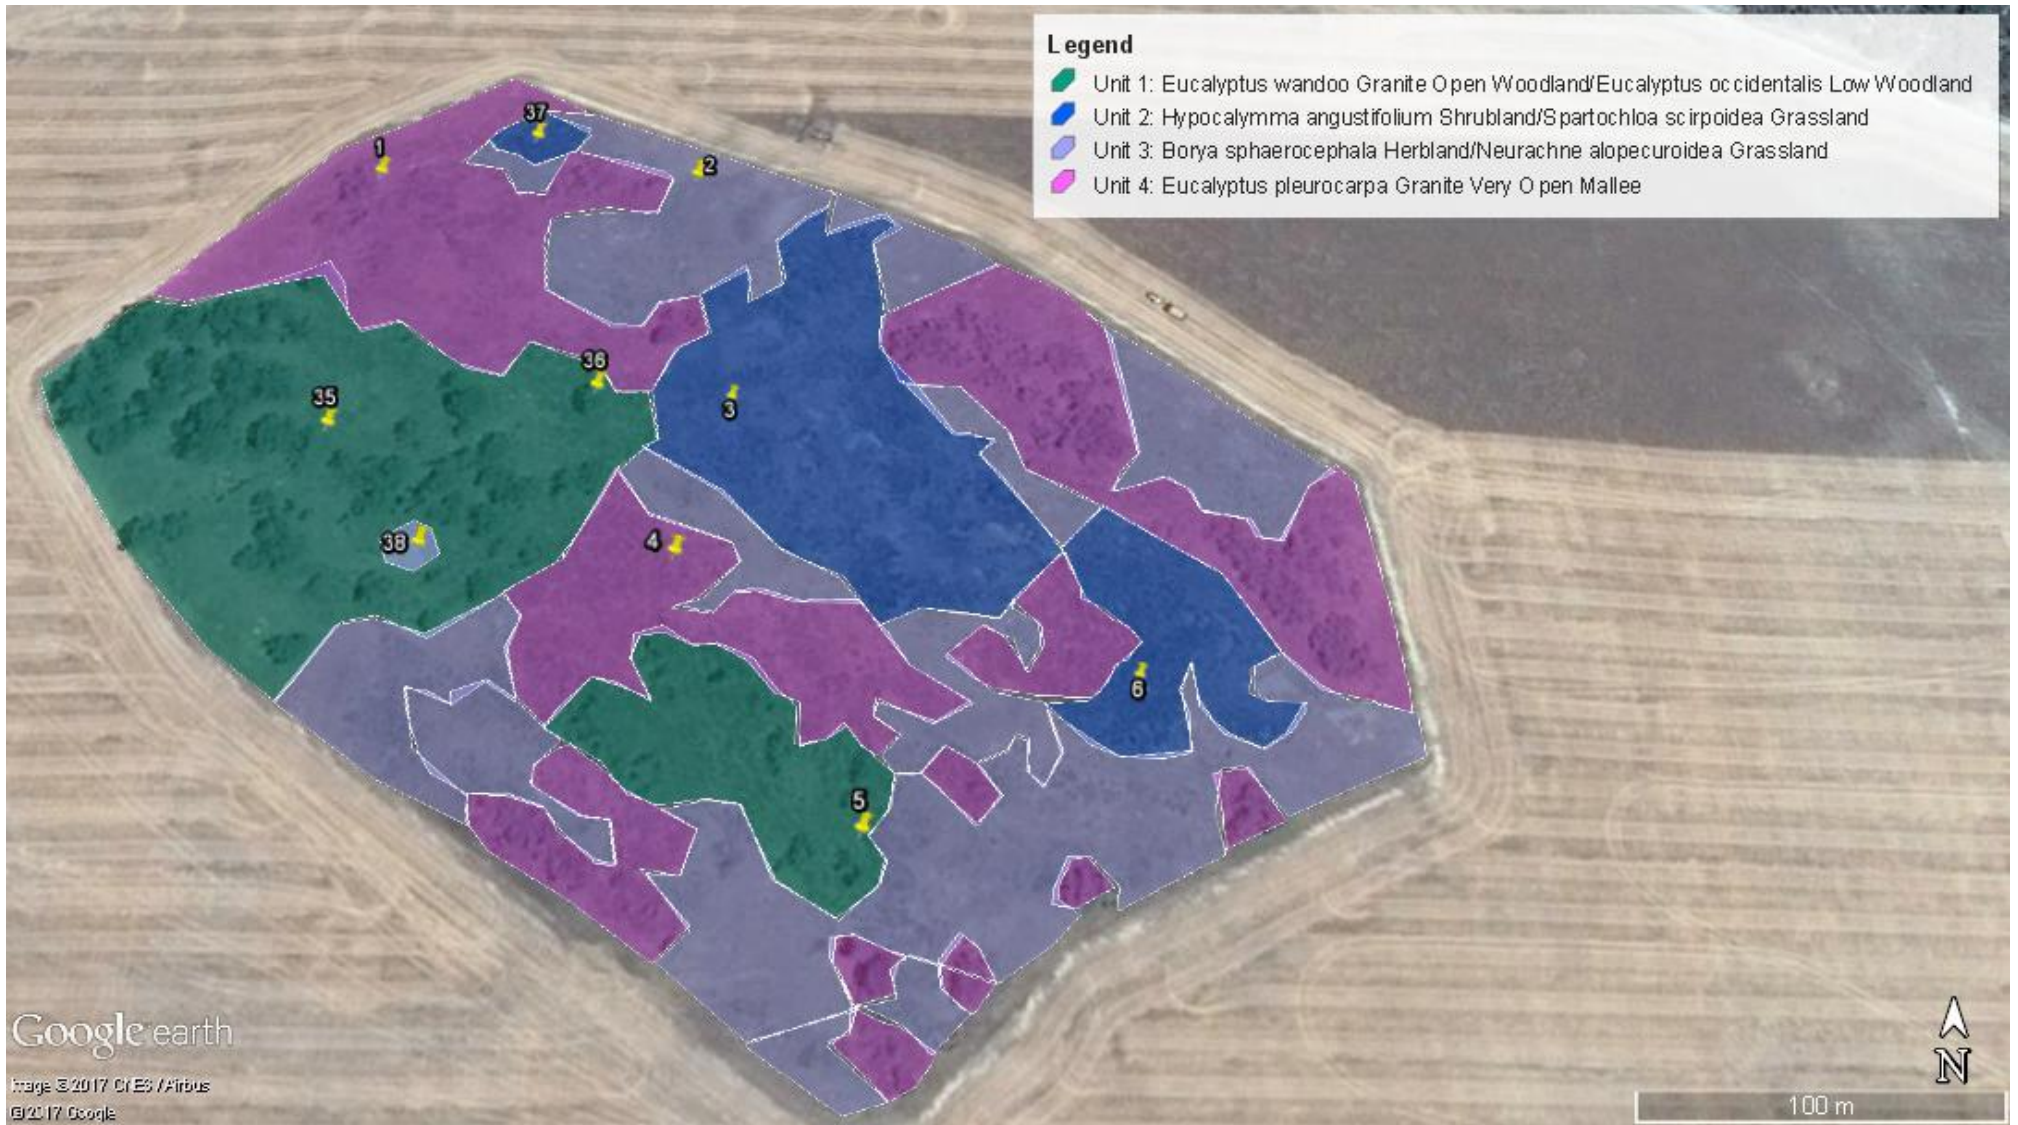 Legend
Unit 1: Eucalyptus wandoo Granite Open Woodland/Eucalyptus occidentalis Low Woodland
Unit 2: Hypocalymma angustifolium Shrubland/Spartochloa scirpoidea Grassland
Unit 3: Borya sphaerocephala Herbland/Neurachne alopecuroidea Grassland
Unit 4: Eucalyptus pleurocarpa Granite Very Open Mallee
37
1
2
36
35
3
38
4
6
5
Google earth
Image © 2017 CNES / Airbus
© 2017 Google
N
100 m